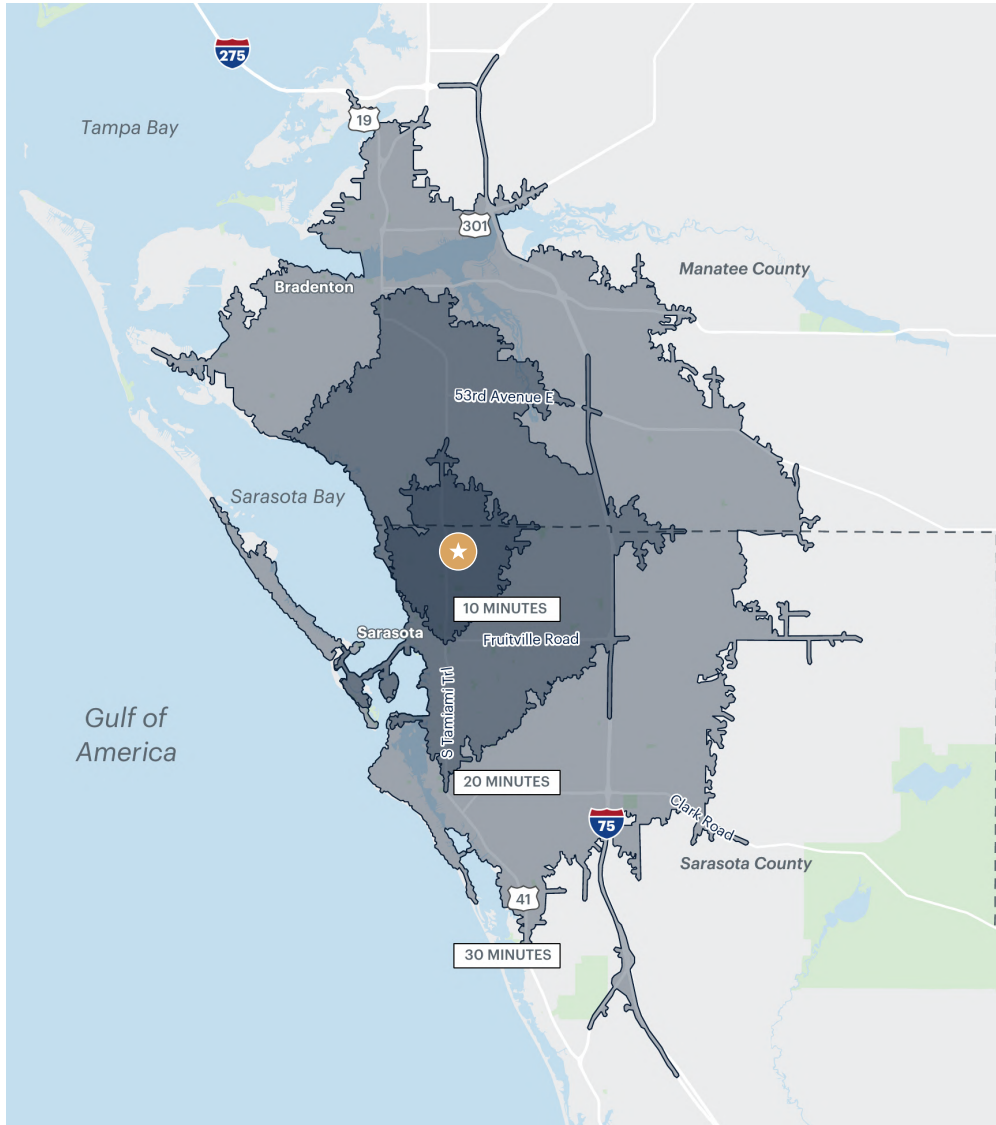 275
19
Tampa Bay
301
Manatee County
Bradenton
53rd Avenue E
Sarasota Bay
10 MINUTES
Sarasota
Fruitville Road
S Tamiami Trl
Gulf of
America
20 MINUTES
75
Clark Road
Sarasota County
41
30 MINUTES